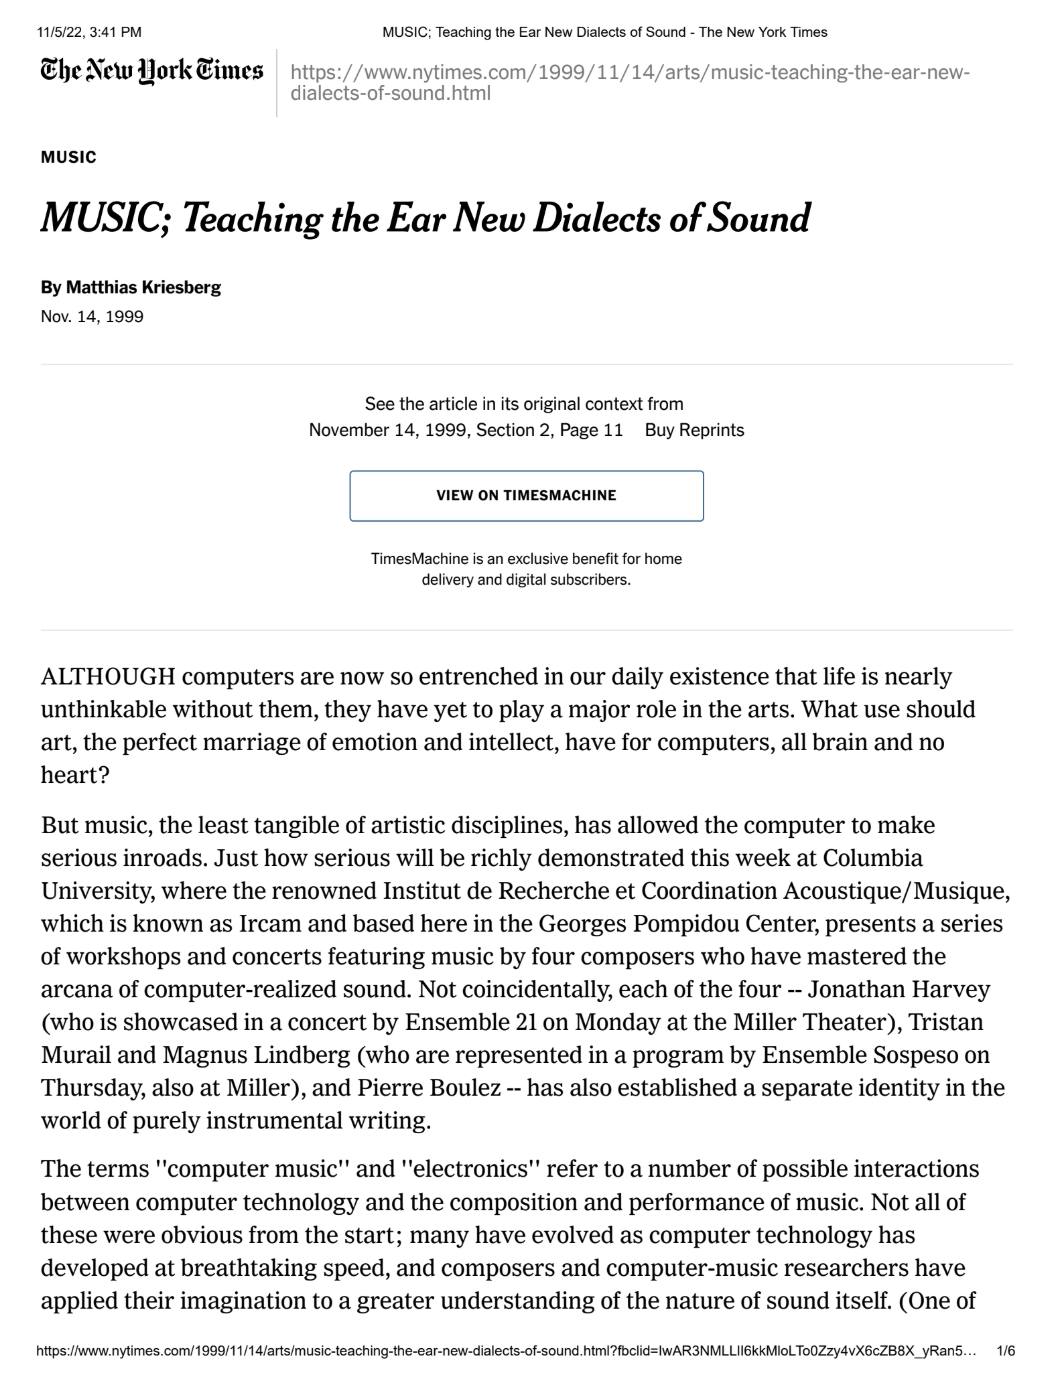 11/5/22, 3:41 PM
MUSIC; Teaching the Ear New Dialects of Sound - The New York Times
The New York Times
https://www.nytimes.com/1999/11/14/arts/music-teaching-the-ear-new-
dialects-of-sound.html
MUSIC
MUSIC; Teaching the Ear New Dialects of Sound
By Matthias Kriesberg
Nov. 14, 1999
See the article in its original context from
November 14, 1999, Section 2, Page 11 Buy Reprints
VIEW ON TIMESMACHINE
TimesMachine is an exclusive benefit for home
delivery and digital subscribers.
ALTHOUGH computers are now so entrenched in our daily existence that life is nearly
unthinkable without them, they have yet to play a major role in the arts. What use should
art, the perfect marriage of emotion and intellect, have for computers, all brain and no
heart?
But music, the least tangible of artistic disciplines, has allowed the computer to make
serious inroads. Just how serious will be richly demonstrated this week at Columbia
University, where the renowned Institut de Recherche et Coordination Acoustique/Musique,
which is known as Ircam and based here in the Georges Pompidou Center, presents a series
of workshops and concerts featuring music by four composers who have mastered the
arcana of computer-realized sound. Not coincidentally, each of the four -- Jonathan Harvey
(who is showcased in a concert by Ensemble 21 on Monday at the Miller Theater), Tristan
Murail and Magnus Lindberg (who are represented in a program by Ensemble Sospeso on
Thursday, also at Miller), and Pierre Boulez -- has also established a separate identity in the
world of purely instrumental writing.
The terms ''computer music'' and ''electronics'' refer to a number of possible interactions
between computer technology and the composition and performance of music. Not all of
these were obvious from the start; many have evolved as computer technology has
developed at breathtaking speed, and composers and computer-music researchers have
applied their imagination to a greater understanding of the nature of sound itself. (One of
https://www.nytimes.com/1999/11/14/arts/music-teaching-the-ear-new-dialects-of-sound.html?fbclid=IwAR3NMLLlI6kkMloLTo0Zzy4vX6cZB8X_yRan5… 1/6